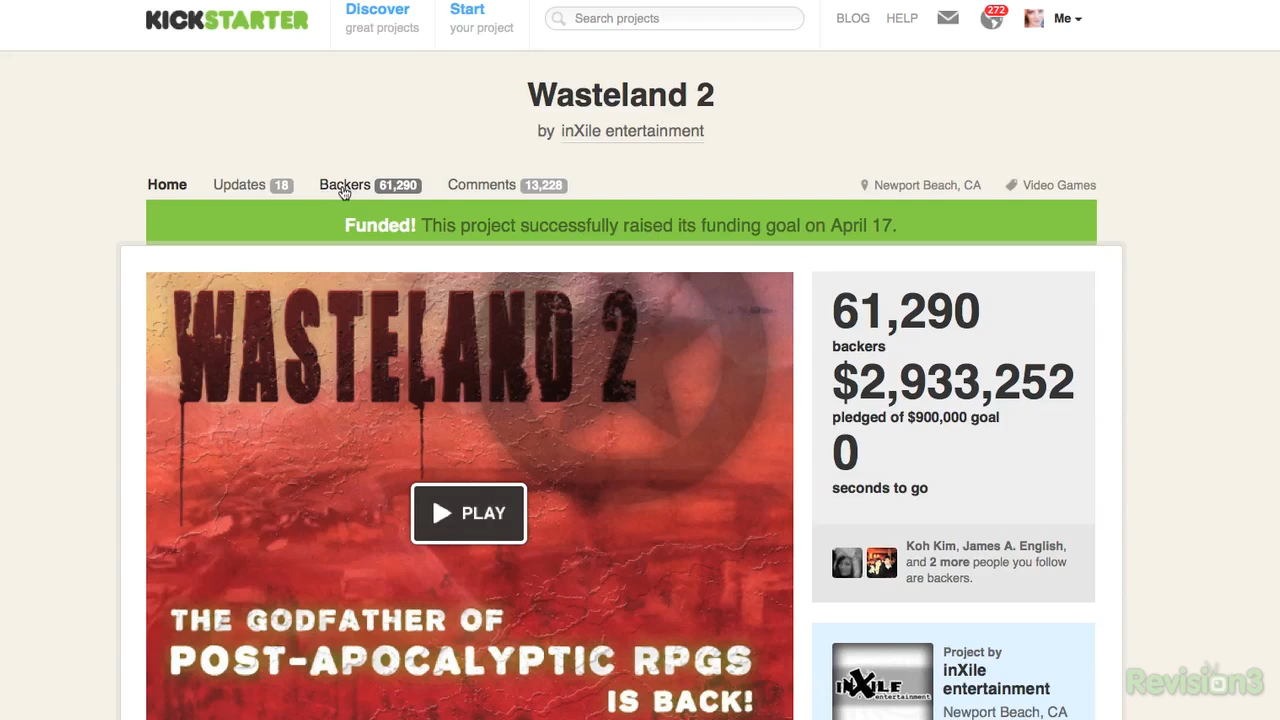 KICKSTARTER
Discover
great projects
Start
your project
Search projects
BLOG
HELP
272
Me
Wasteland 2
by inXile entertainment
Home
Updates 18
Backers 61,290
Comments 13,228
Newport Beach, CA
Video Games
Funded! This project successfully raised its funding goal on April 17.
WASTELAND 2
PLAY
THE GODFATHER OF
POST-APOCALYPTIC RPGS
IS BACK!
61,290
backers
$2,933,252
pledged of $900,000 goal
0
seconds to go
Koh Kim, James A. English,
and 2 more people you follow
are backers.
inXile
entertainment
Project by
inXile
entertainment
Newport Beach, CA
Revision3